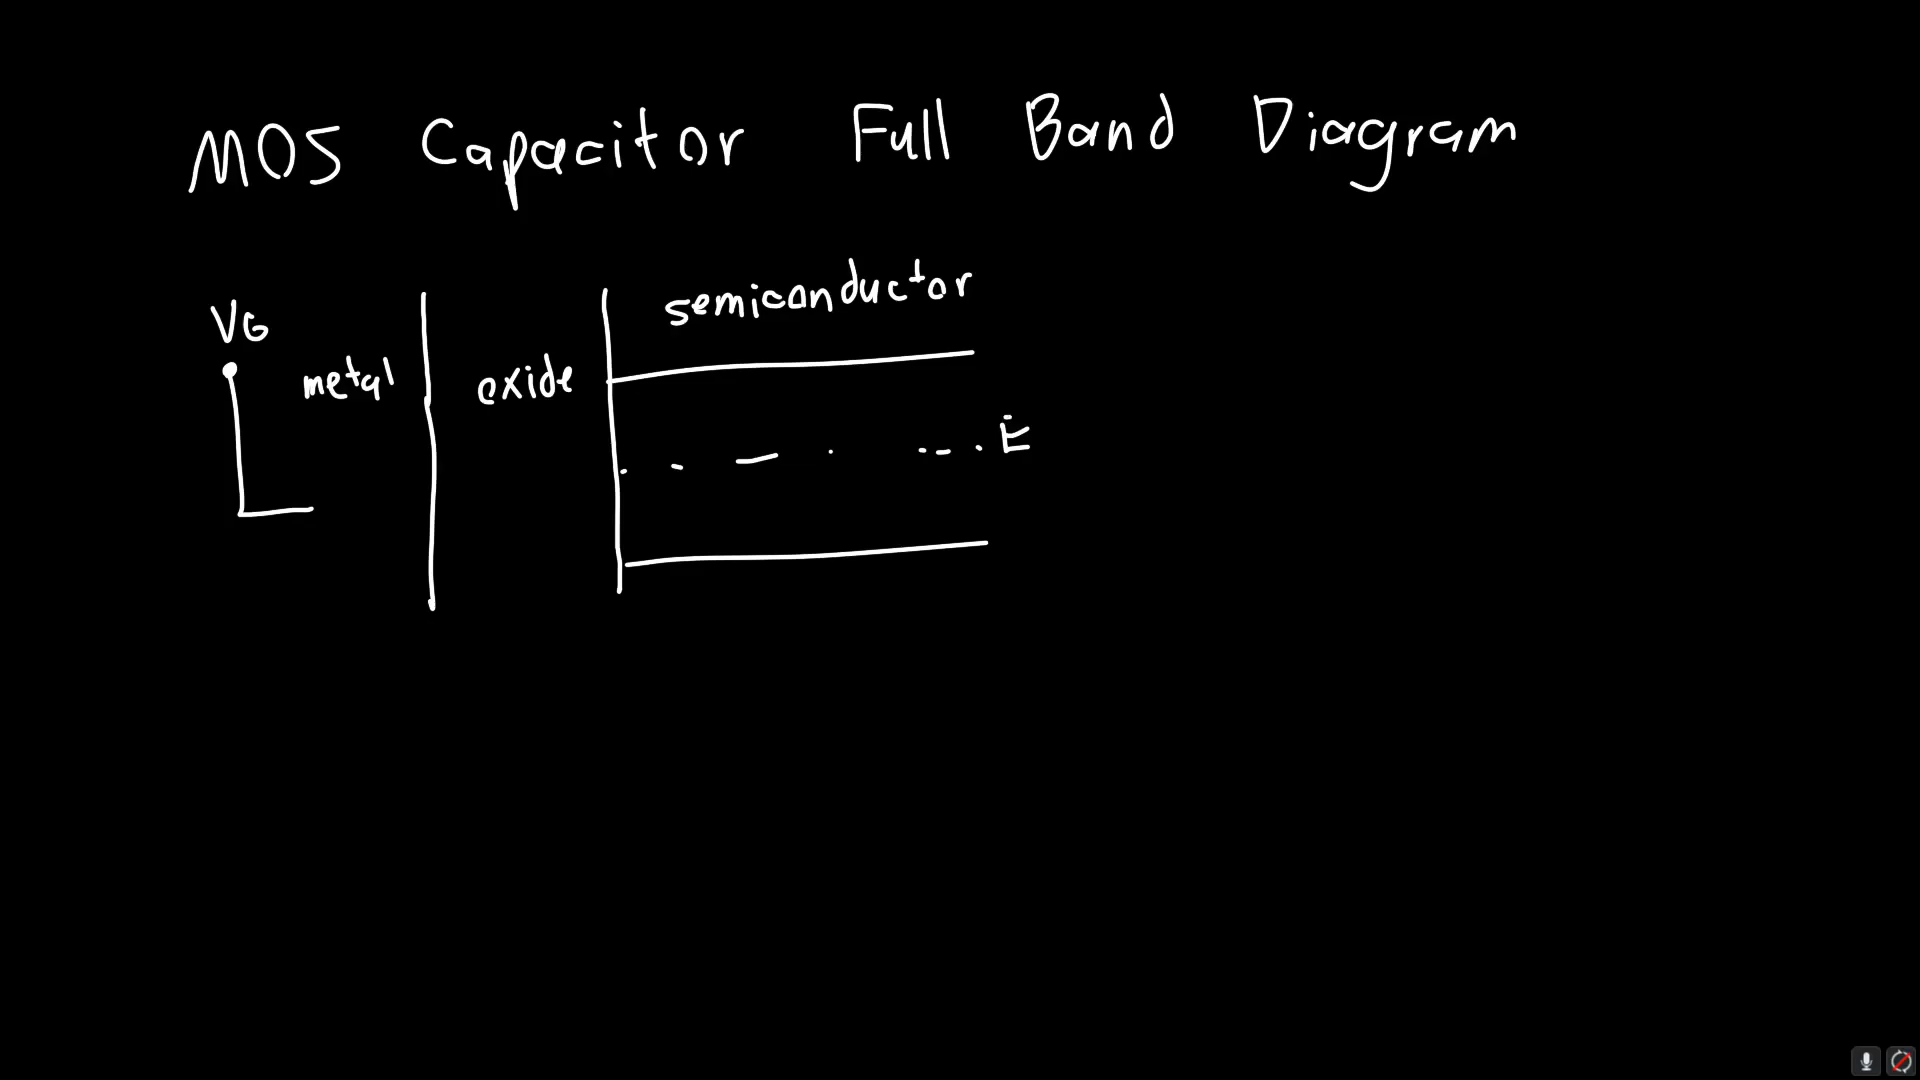 MOS Capacitor Full Band Diagram
semiconductor
VG
metal
oxide
E